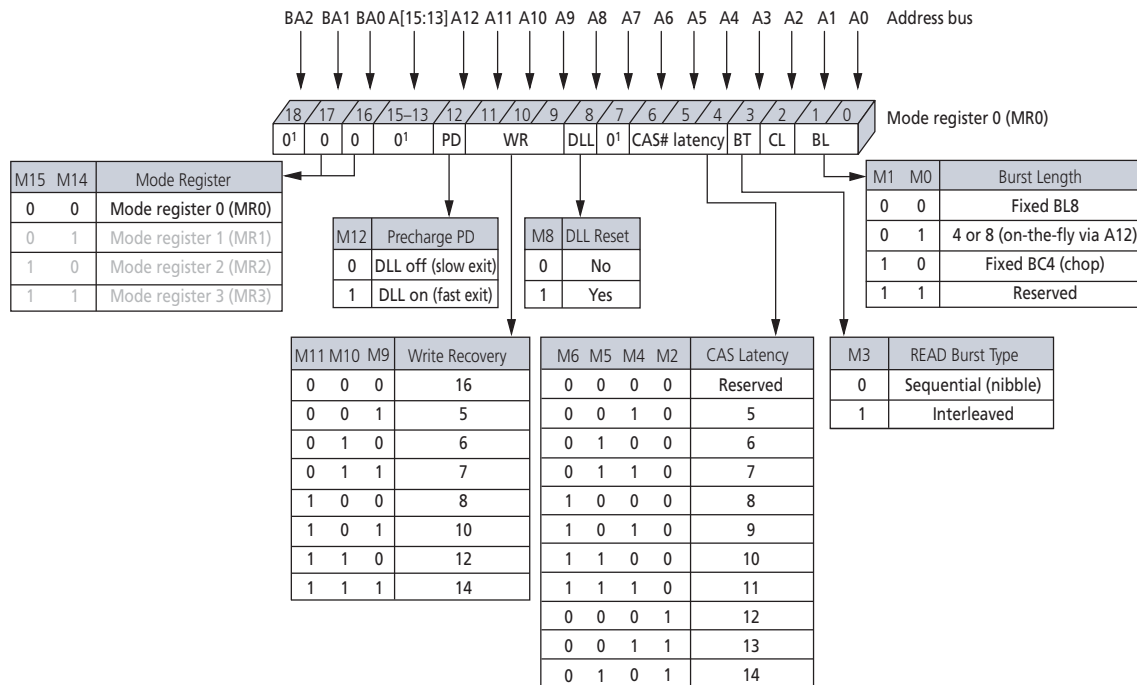 BA2 BA1 BA0 A[15:13] A12 A11 A10 A9 A8 A7 A6 A5 A4 A3 A2 A1 A0 Address bus
18 17 16 15–13 12 11 10 9 8 7 6 5 4 3 2 1 0 Mode register 0 (MR0)
0¹ 0 0 0¹ PD WR DLL 0¹ CAS# latency BT CL BL
M15 M14 Mode Register
0 0 Mode register 0 (MR0)
0 1 Mode register 1 (MR1)
1 0 Mode register 2 (MR2)
1 1 Mode register 3 (MR3)
M12 Precharge PD
0 DLL off (slow exit)
1 DLL on (fast exit)
M8 DLL Reset
0 No
1 Yes
M1 M0 Burst Length
0 0 Fixed BL8
0 1 4 or 8 (on-the-fly via A12)
1 0 Fixed BC4 (chop)
1 1 Reserved
M11 M10 M9 Write Recovery
0 0 0 16
0 0 1 5
0 1 0 6
0 1 1 7
1 0 0 8
1 0 1 10
1 1 0 12
1 1 1 14
M6 M5 M4 M2 CAS Latency
0 0 0 0 Reserved
0 0 1 0 5
0 1 0 0 6
0 1 1 0 7
1 0 0 0 8
1 0 1 0 9
1 1 0 0 10
1 1 1 0 11
0 0 0 1 12
0 0 1 1 13
0 1 0 1 14
M3 READ Burst Type
0 Sequential (nibble)
1 Interleaved